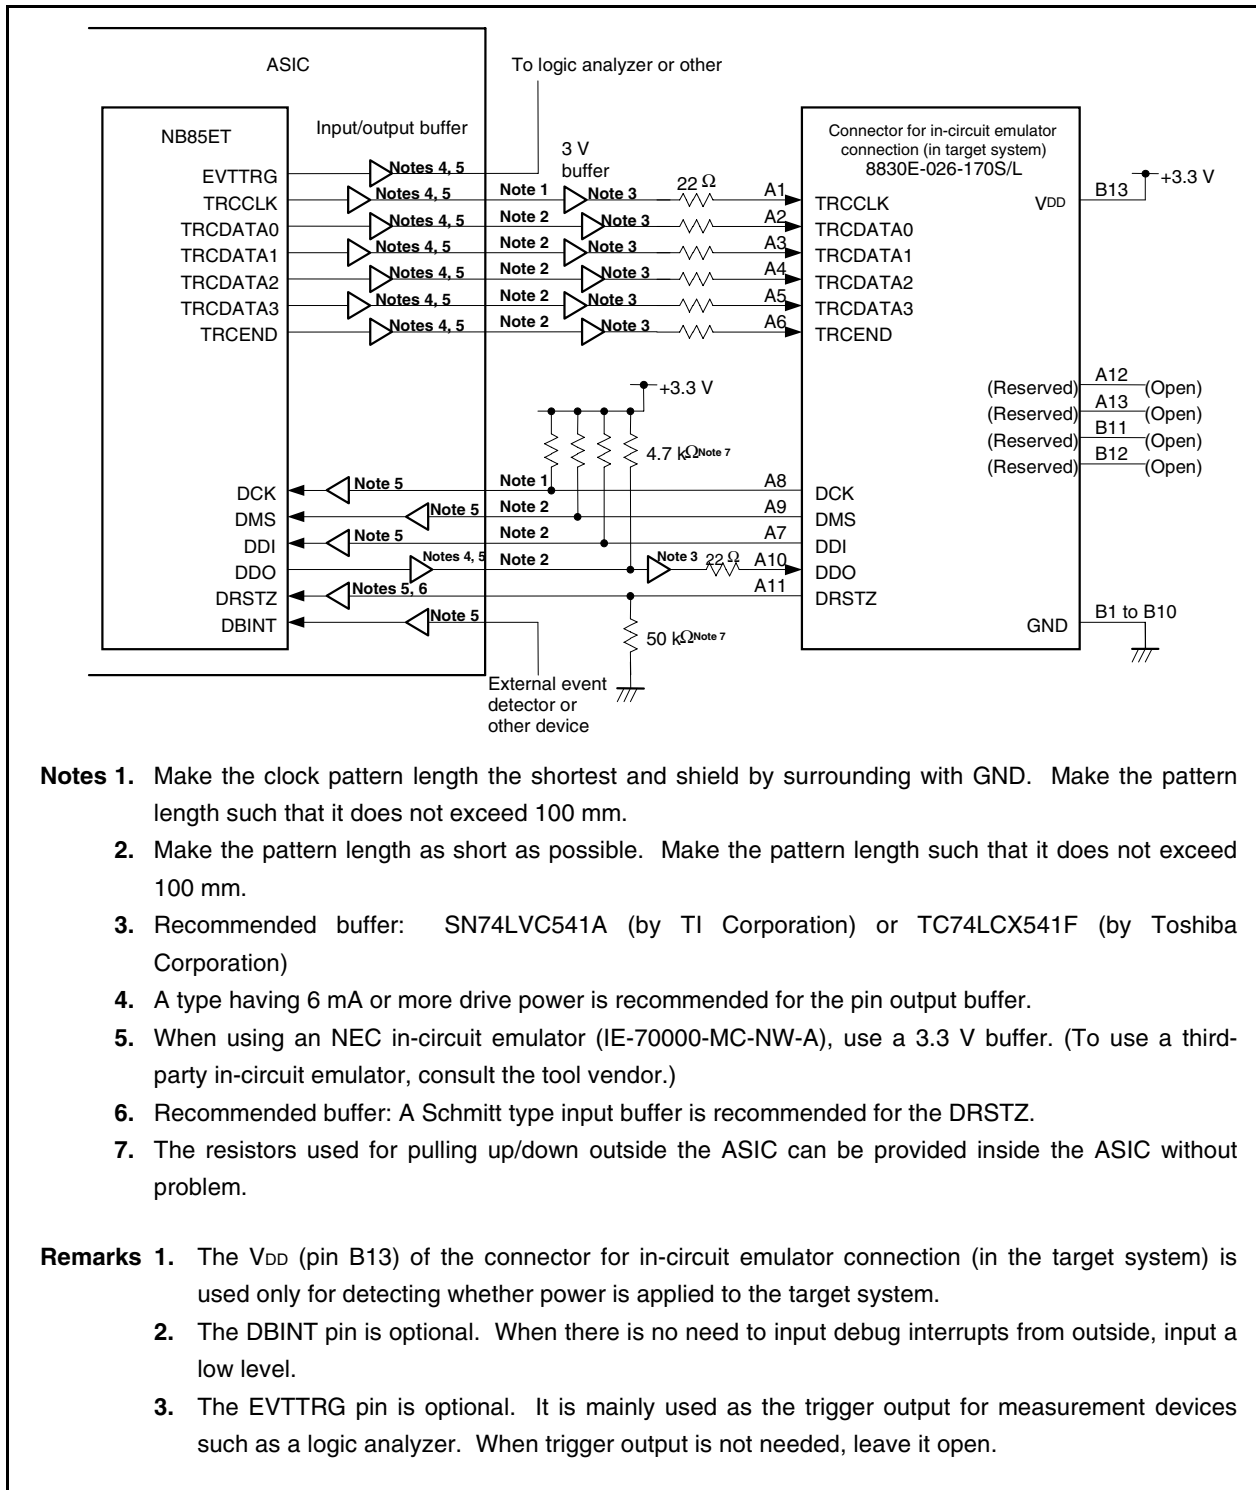 ASIC
To logic analyzer or other
NB85ET
Input/output buffer
3 V
buffer
Connector for in-circuit emulator
connection (in target system)
8830E-026-170S/L
EVTTRG
Notes 4, 5
TRCCLK
Notes 4, 5
Note 1
Note 3
22 Ω
A1
TRCCLK
VDD
B13
+3.3 V
TRCDATA0
Notes 4, 5
Note 2
Note 3
A2
TRCDATA0
TRCDATA1
Notes 4, 5
Note 2
Note 3
A3
TRCDATA1
TRCDATA2
Notes 4, 5
Note 2
Note 3
A4
TRCDATA2
TRCDATA3
Notes 4, 5
Note 2
Note 3
A5
TRCDATA3
TRCEND
Notes 4, 5
Note 2
Note 3
A6
TRCEND
+3.3 V
4.7 kΩ Note 7
(Reserved) A12 (Open)
(Reserved) A13 (Open)
(Reserved) B11 (Open)
(Reserved) B12 (Open)
DCK
Note 5
Note 1
A8
DCK
DMS
Note 5
Note 2
A9
DMS
DDI
Note 5
Note 2
A7
DDI
DDO
Notes 4, 5
Note 2
Note 3
22 Ω
A10
DDO
DRSTZ
Notes 5, 6
A11
DRSTZ
DBINT
Note 5
50 kΩ Note 7
GND
B1 to B10
External event
detector or
other device
Notes 1. Make the clock pattern length the shortest and shield by surrounding with GND. Make the pattern
length such that it does not exceed 100 mm.
2. Make the pattern length as short as possible. Make the pattern length such that it does not exceed
100 mm.
3. Recommended buffer: SN74LVC541A (by TI Corporation) or TC74LCX541F (by Toshiba
Corporation)
4. A type having 6 mA or more drive power is recommended for the pin output buffer.
5. When using an NEC in-circuit emulator (IE-70000-MC-NW-A), use a 3.3 V buffer. (To use a third-
party in-circuit emulator, consult the tool vendor.)
6. Recommended buffer: A Schmitt type input buffer is recommended for the DRSTZ.
7. The resistors used for pulling up/down outside the ASIC can be provided inside the ASIC without
problem.
Remarks 1. The VDD (pin B13) of the connector for in-circuit emulator connection (in the target system) is
used only for detecting whether power is applied to the target system.
2. The DBINT pin is optional. When there is no need to input debug interrupts from outside, input a
low level.
3. The EVTTRG pin is optional. It is mainly used as the trigger output for measurement devices
such as a logic analyzer. When trigger output is not needed, leave it open.